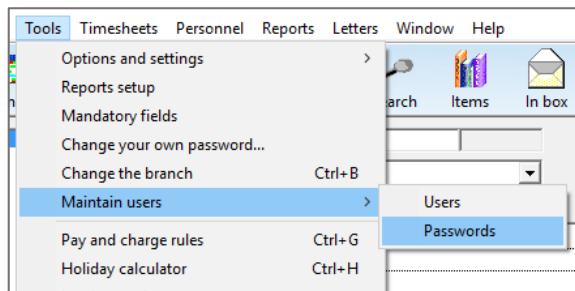 Tools Timesheets Personnel Reports Letters Window Help
Options and settings
Reports setup
Items
In box
Mandatory fields
Change your own password...
Change the branch Ctrl+B
Maintain users
Users
Passwords
Pay and charge rules Ctrl+G
Holiday calculator Ctrl+H